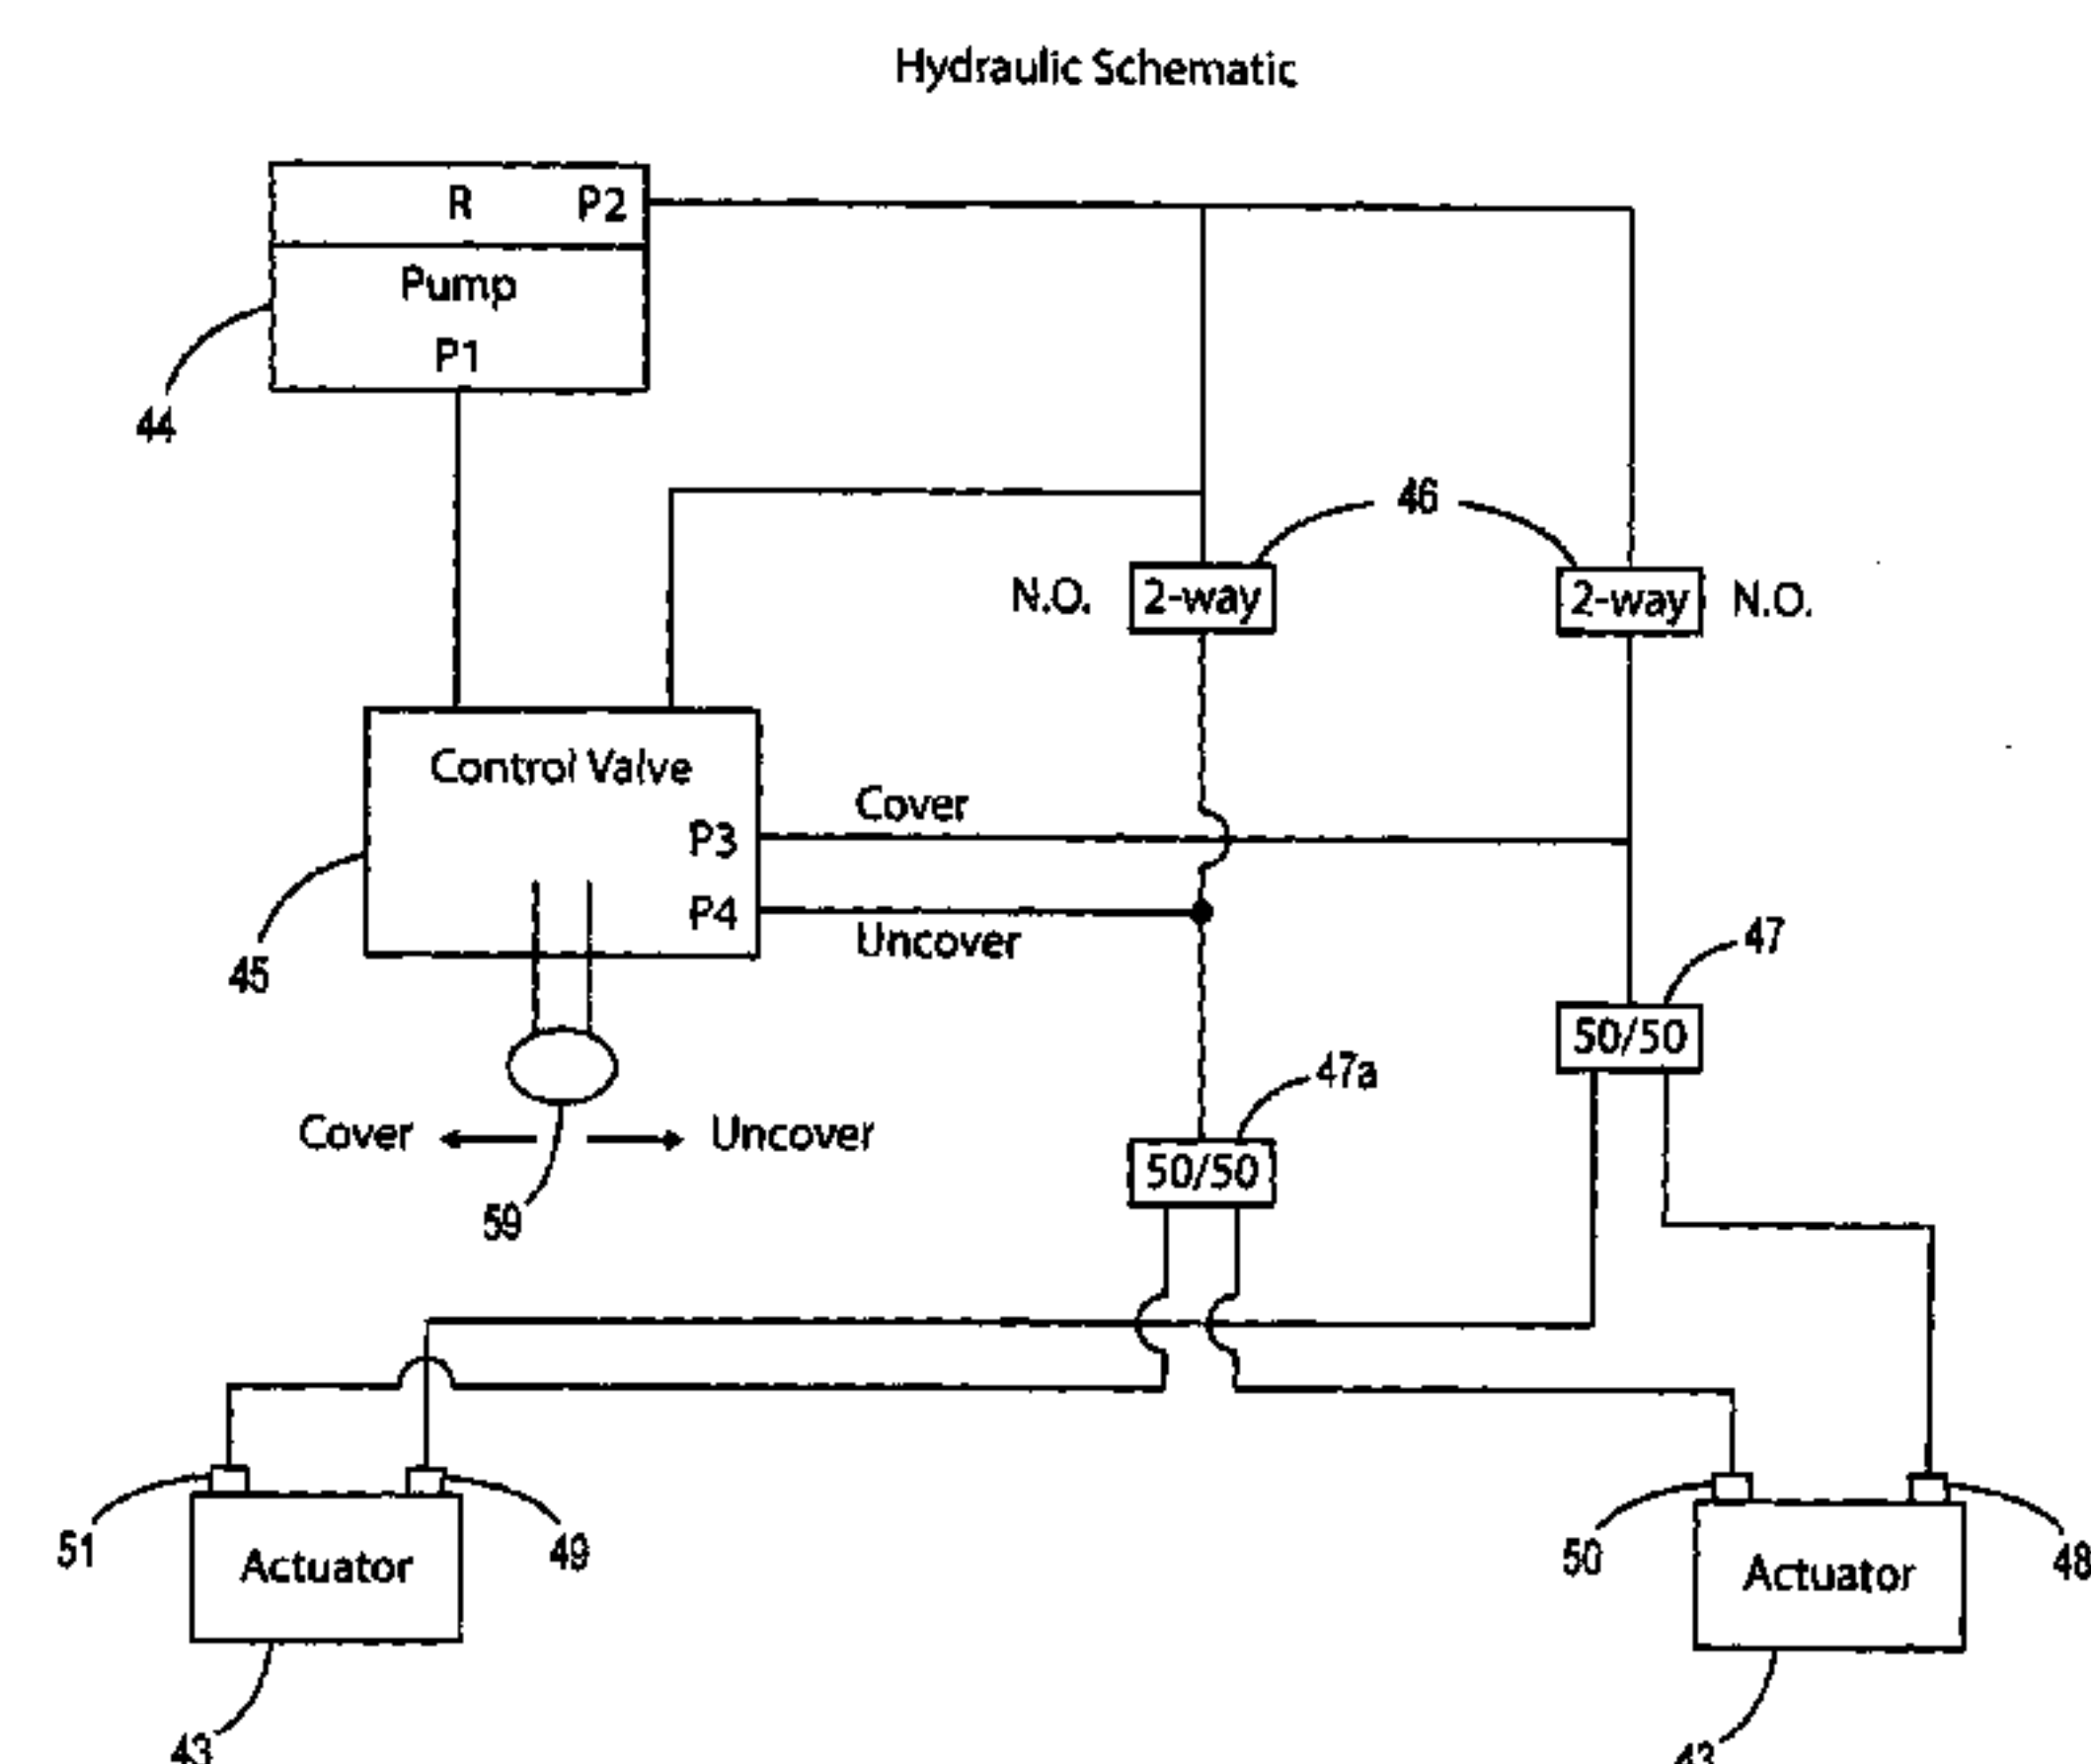 Hydraulic Schematic
R P2
Pump
P1
44
46
N.O. 2-way
2-way N.O.
Control Valve
Cover
P3
P4
Uncover
45
47
50/50
47a
50/50
Cover Uncover
59
51
49
50
48
Actuator
Actuator
43
43